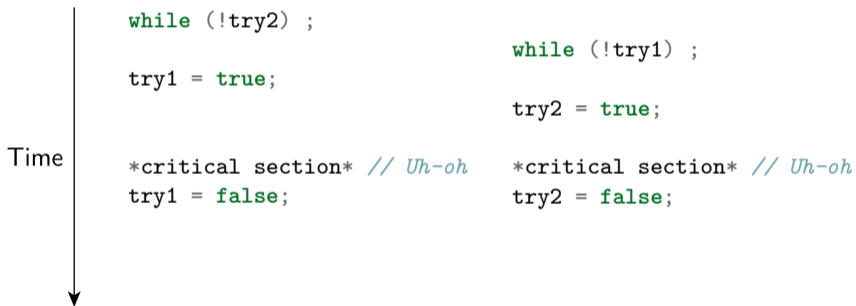 while (!try2) ;
while (!try1) ;
try1 = true;
try2 = true;
Time
*critical section* // Uh-oh
*critical section* // Uh-oh
try1 = false;
try2 = false;